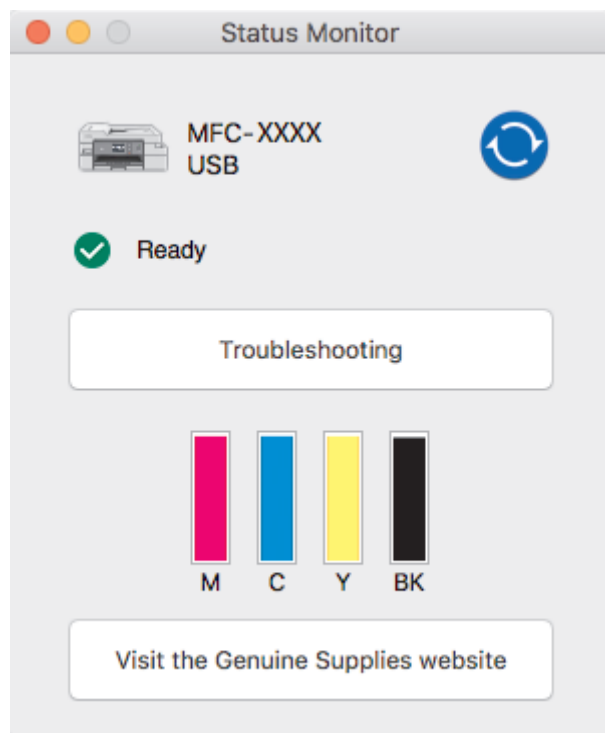 Status Monitor
MFC-XXXX
USB
Ready
Troubleshooting
M C Y BK
Visit the Genuine Supplies website